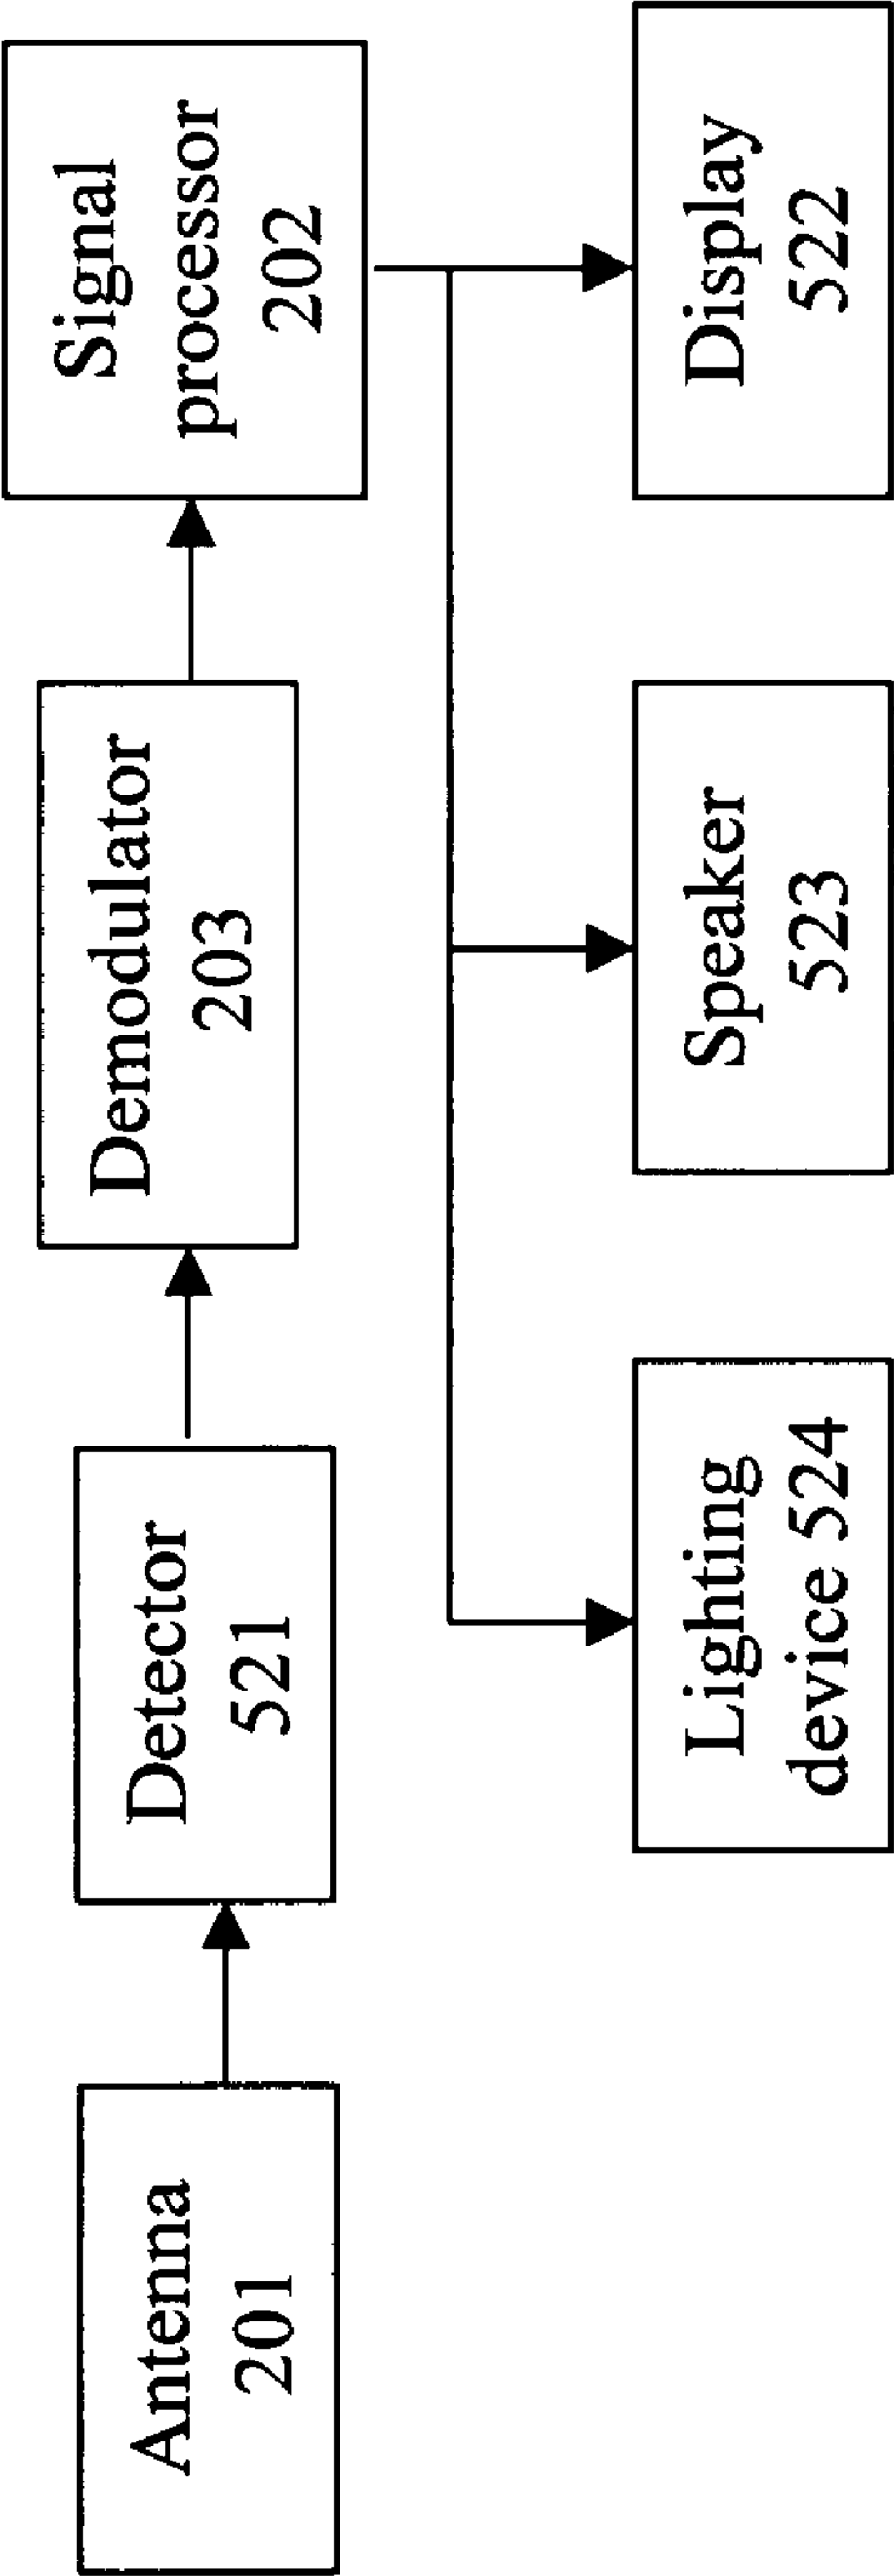 Antenna
201
Detector
521
Demodulator
203
Signal
processor
202
Lighting
device 524
Speaker
523
Display
522